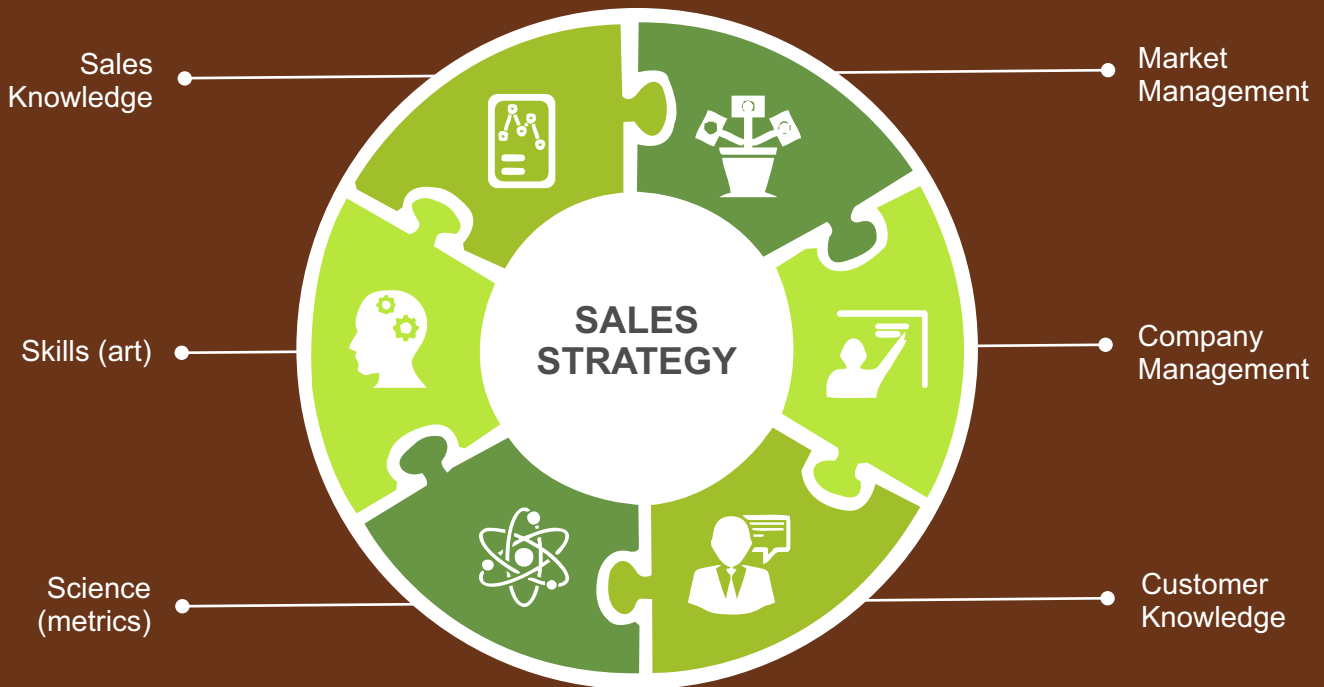 Sales
Knowledge
Market
Management
SALES
STRATEGY
Skills (art)
Company
Management
Science
(metrics)
Customer
Knowledge